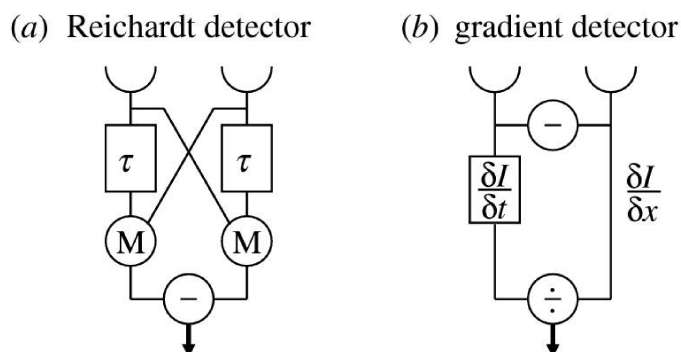 (a) Reichardt detector
(b) gradient detector
τ
τ
M
M
−
−
δI
δt
δI
δx
÷